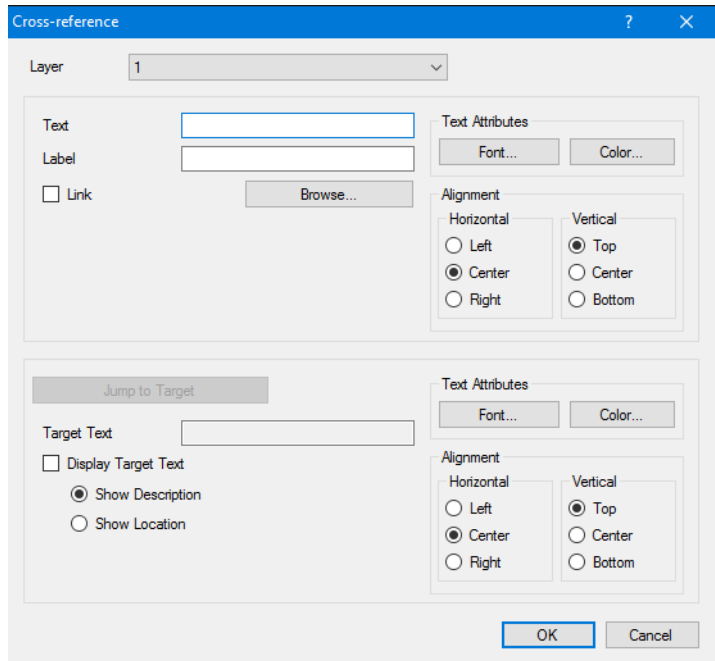 Cross-reference ?
Layer 1
Text
Label
Link Browse...
Text Attributes
Font... Color...
Alignment
Horizontal Vertical
Left Top
Center Center
Right Bottom
Jump to Target
Target Text
Display Target Text
Show Description
Show Location
Text Attributes
Font... Color...
Alignment
Horizontal Vertical
Left Top
Center Center
Right Bottom
OK Cancel